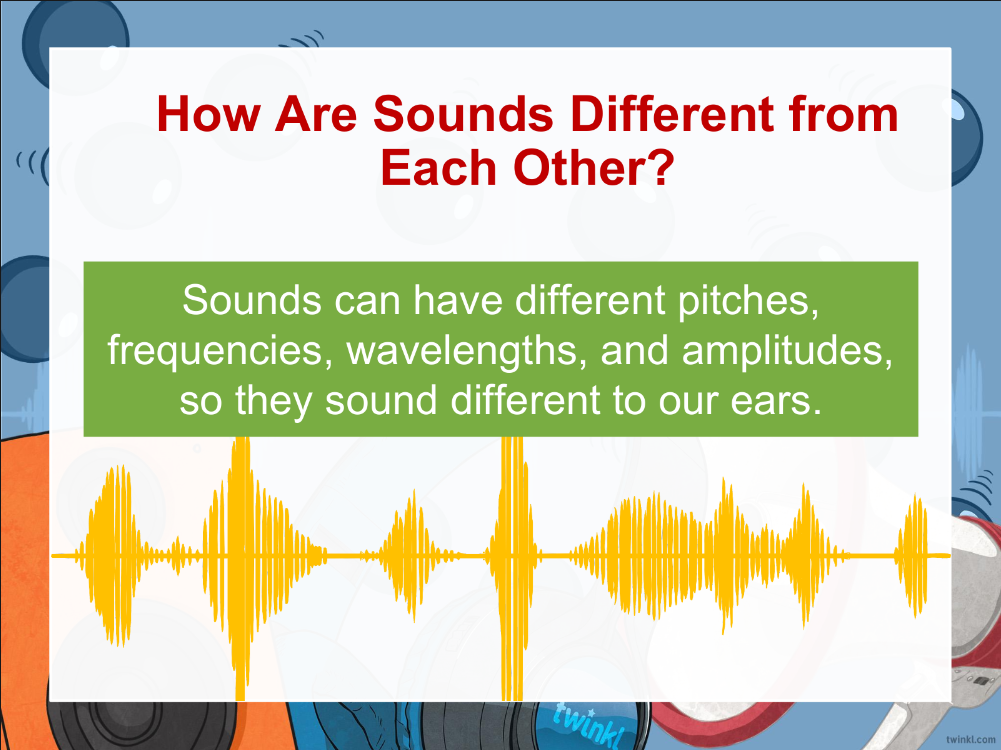 How Are Sounds Different from
Each Other?
Sounds can have different pitches,
frequencies, wavelengths, and amplitudes,
so they sound different to our ears.
twinkl
twinkl.com